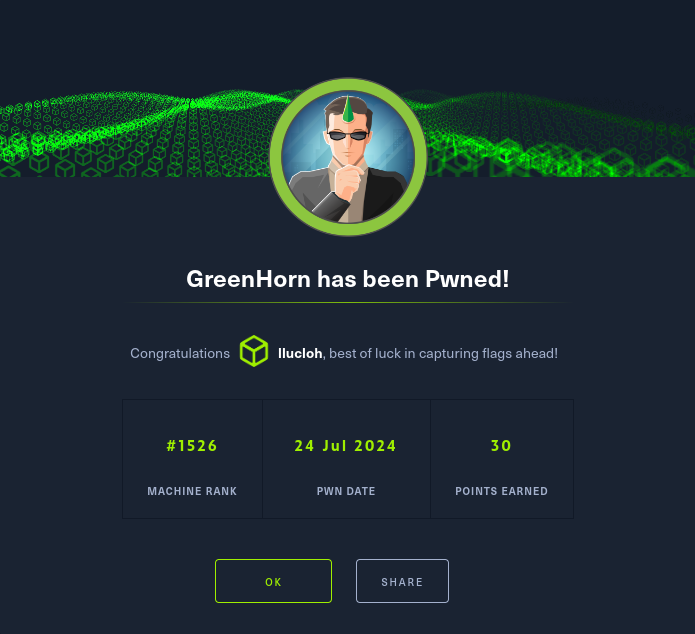 GreenHorn has been Pwned!
Congratulations llucloh, best of luck in capturing flags ahead!
#1526 24 Jul 2024 30
MACHINE RANK PWN DATE POINTS EARNED
OK SHARE